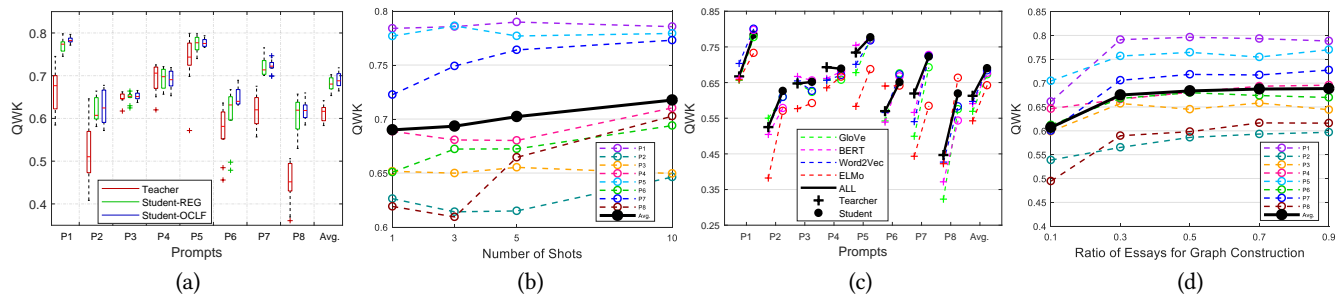 0.8
0.7
0.6
0.5
0.4
QWK
Teacher
Student-REG
Student-OCLF
P1 P2 P3 P4 P5 P6 P7 P8 Avg.
Prompts
(a)
0.8
0.75
0.7
0.65
0.6
QWK
P1
P2
P3
P4
P5
P6
P7
P8
Avg.
1 3 5 10
Number of Shots
(b)
0.85
0.75
0.65
0.55
0.45
0.35
0.25
QWK
GloVe
BERT
Word2Vec
ELMo
ALL
Tearcher
Student
P1 P2 P3 P4 P5 P6 P7 P8 Avg.
Prompts
(c)
0.85
0.8
0.75
0.7
0.65
0.6
0.55
0.5
0.45
0.4
QWK
P1
P2
P3
P4
P5
P6
P7
P8
Avg.
0.1 0.3 0.5 0.7 0.9
Ratio of Essays for Graph Construction
(d)